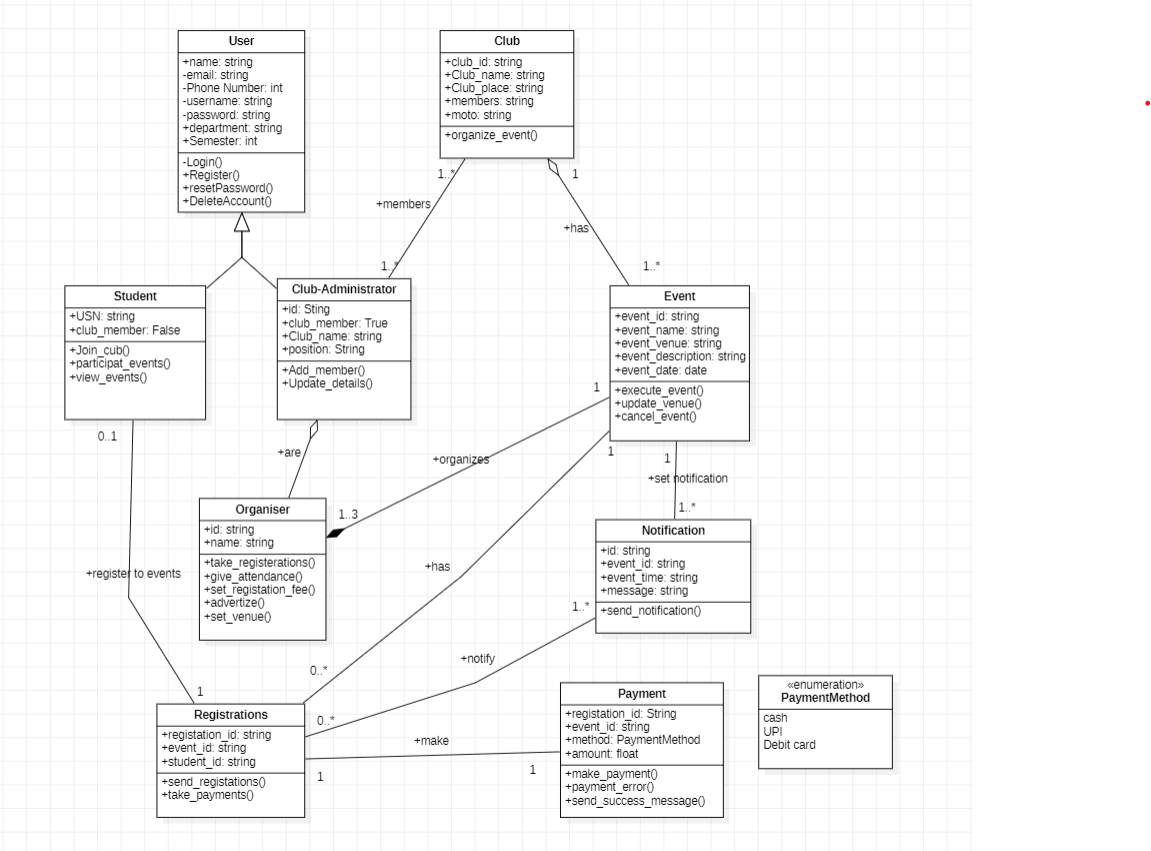 User
+name: string
-email: string
-Phone Number: int
-username: string
-password: string
+department: string
+Semester: int
-Login()
+Register()
+resetPassword()
+DeleteAccount()
Club
+club_id: string
+Club_name: string
+Club_place: string
+members: string
+moto: string
+organize_event()
1..*
1
+members
+has
1..*
1..*
Student
+USN: string
+club_member: False
+Join_cub()
+participat_events()
+view_events()
Club-Administrator
+id: Sting
+club_member: True
+Club_name: string
+position: String
+Add_member()
+Update_details()
Event
+event_id: string
+event_name: string
+event_venue: string
+event_description: string
+event_date: date
+execute_event()
+update_venue()
+cancel_event()
1
0..1
+are
+organizes
1
1
+set notification
1..3
1..*
Organiser
+id: string
+name: string
+take_registerations()
+give_attendance()
+set_registation_fee()
+advertize()
+set_venue()
Notification
+id: string
+event_id: string
+event_time: string
+message: string
+send_notification()
+register to events
+has
1..*
+notify
0..*
1
0..*
Registrations
+registation_id: string
+event_id: string
+student_id: string
+send_registations()
+take_payments()
+make
1
1
Payment
+registation_id: String
+event_id: string
+method: PaymentMethod
+amount: float
+make_payment()
+payment_error()
+send_success_message()
«enumeration»
PaymentMethod
cash
UPI
Debit card